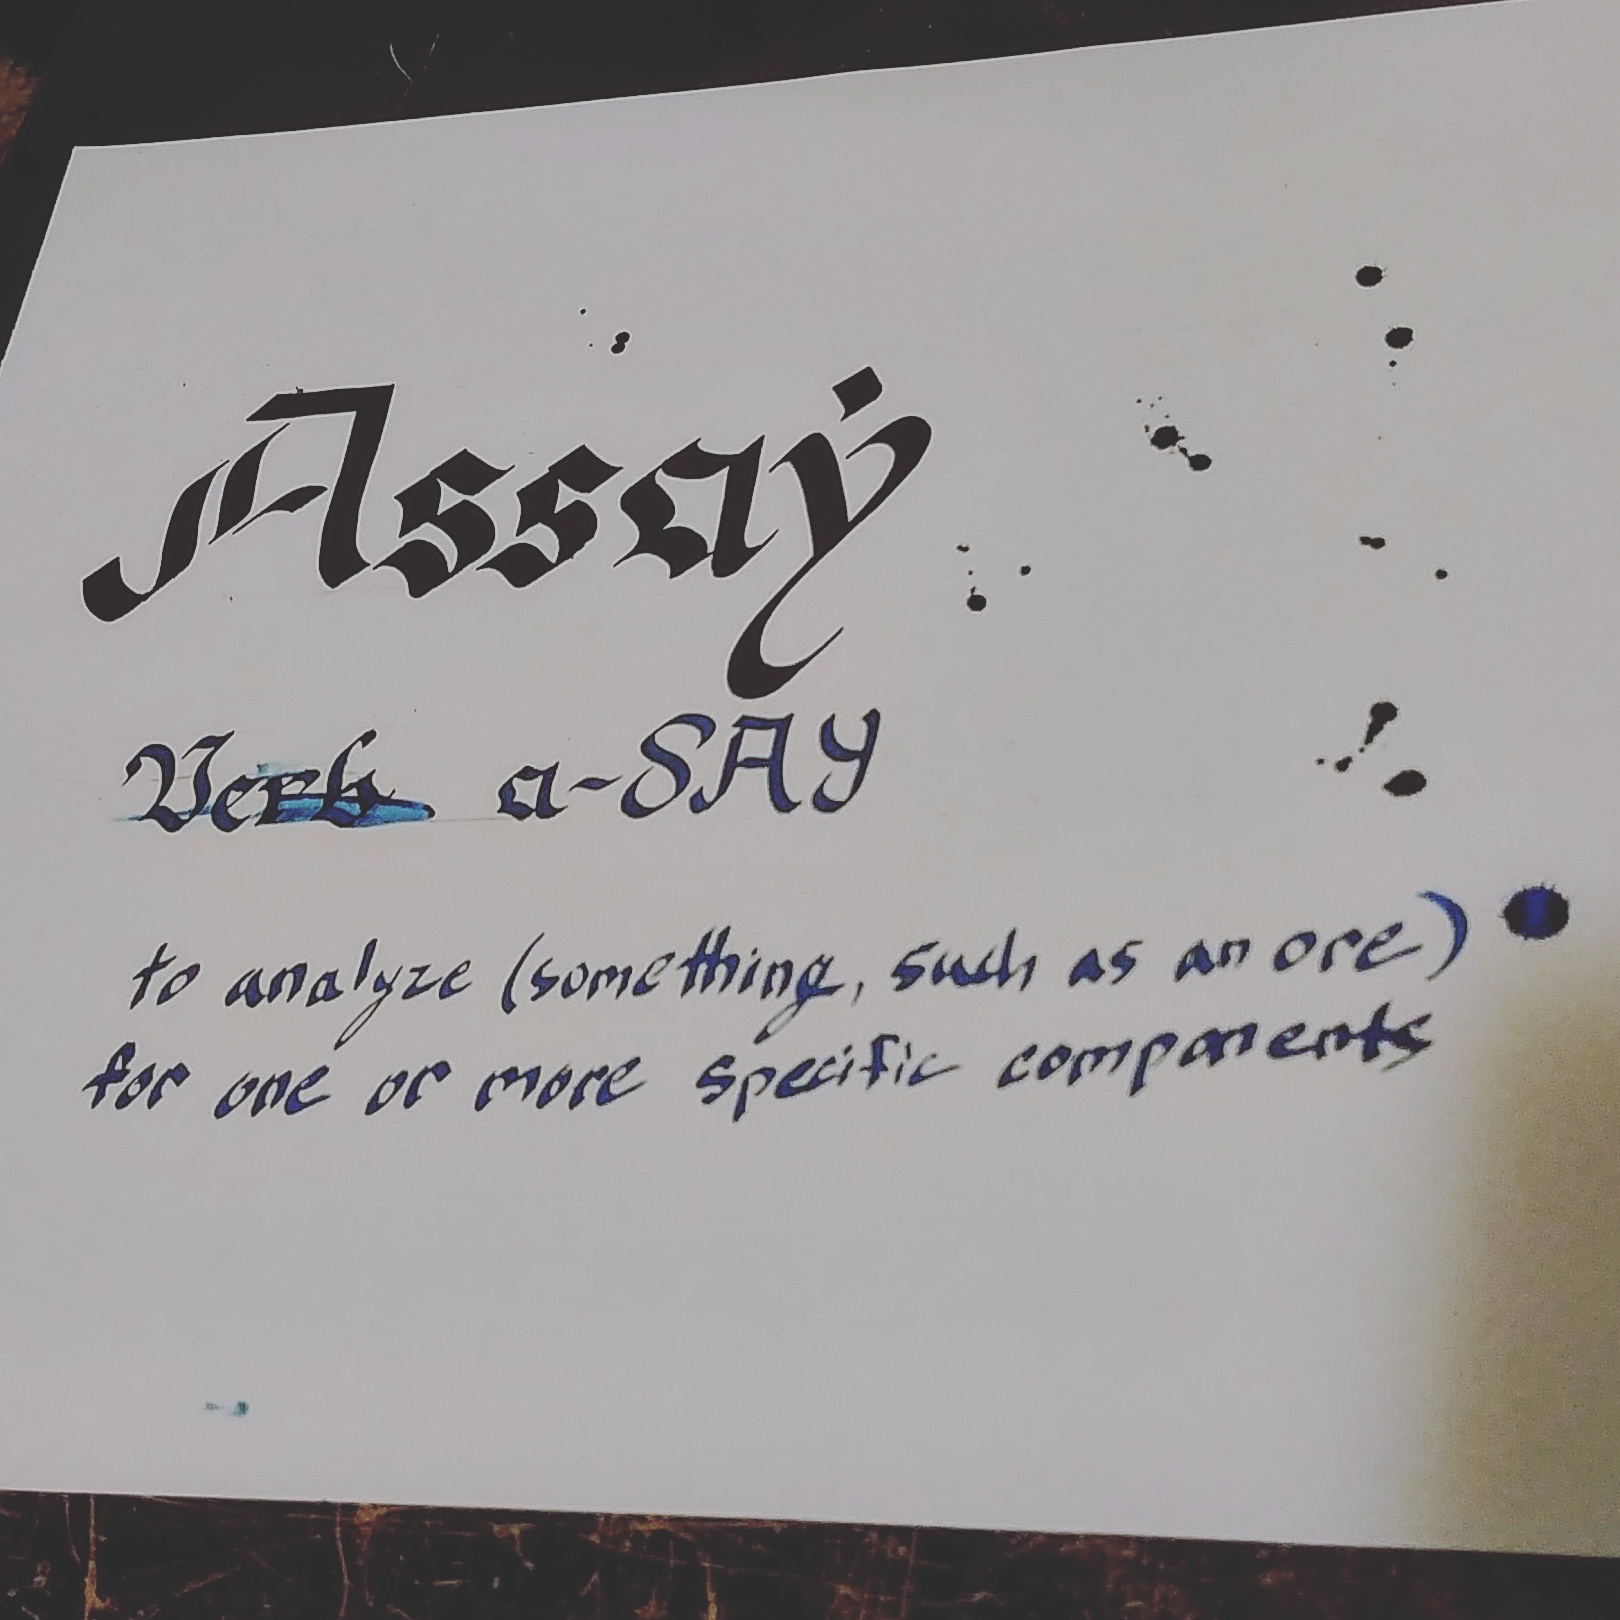 Assay
Verb a-SAY
to analyze (something, such as an ore)
for one or more specific components